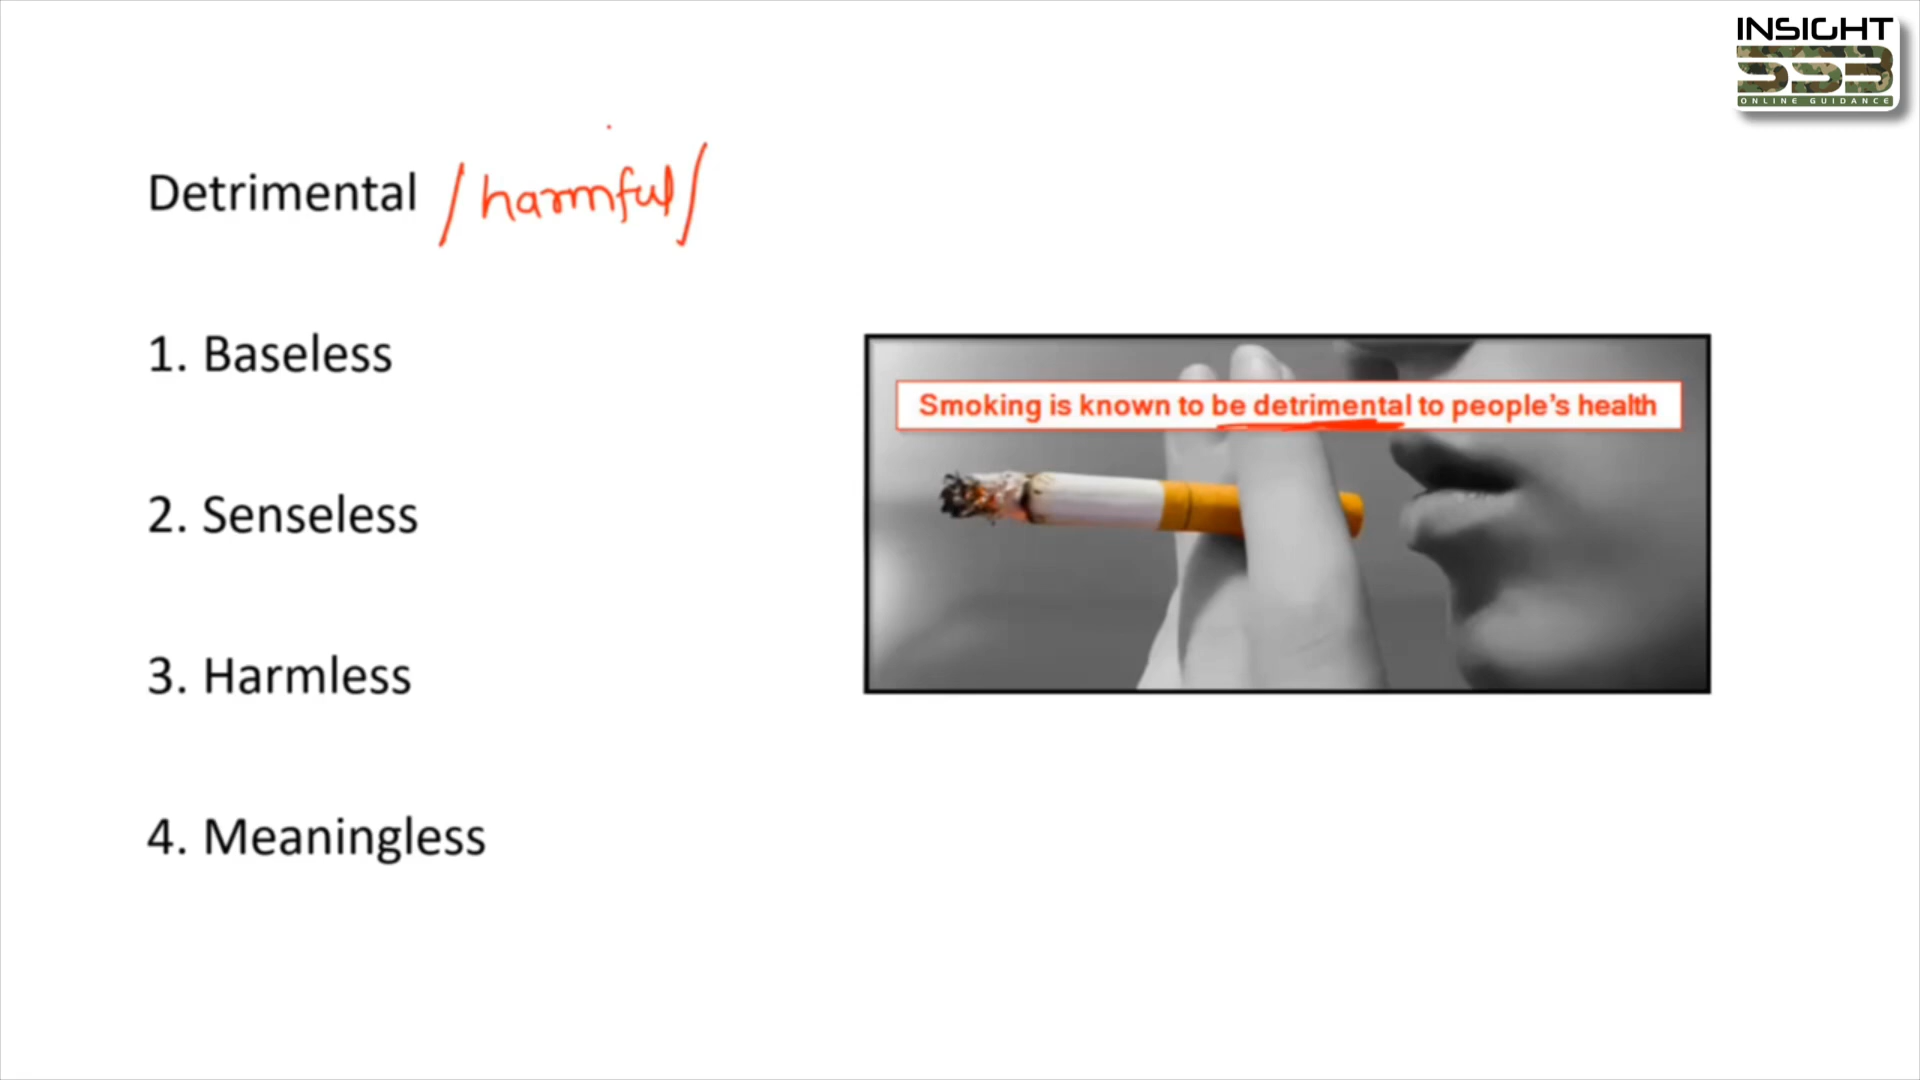 INSIGHT
SSB
ONLINE GUIDANCE
Detrimental /harmful/
1. Baseless
Smoking is known to be detrimental to people's health
2. Senseless
3. Harmless
4. Meaningless